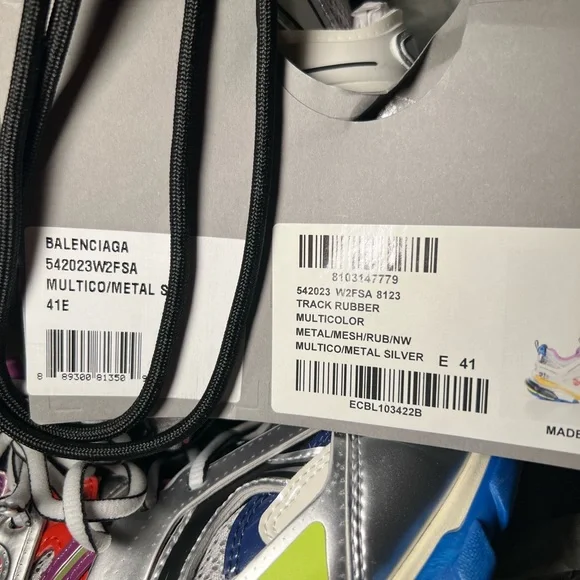 BALENCIAGA
542023W2FSA
MULTICO/METAL S
41E
8 89300 81350
8103147779
542023 W2FSA 8123
TRACK RUBBER
MULTICOLOR
METAL/MESH/RUB/NW
MULTICO/METAL SILVER E 41
ECBL103422B
MADE